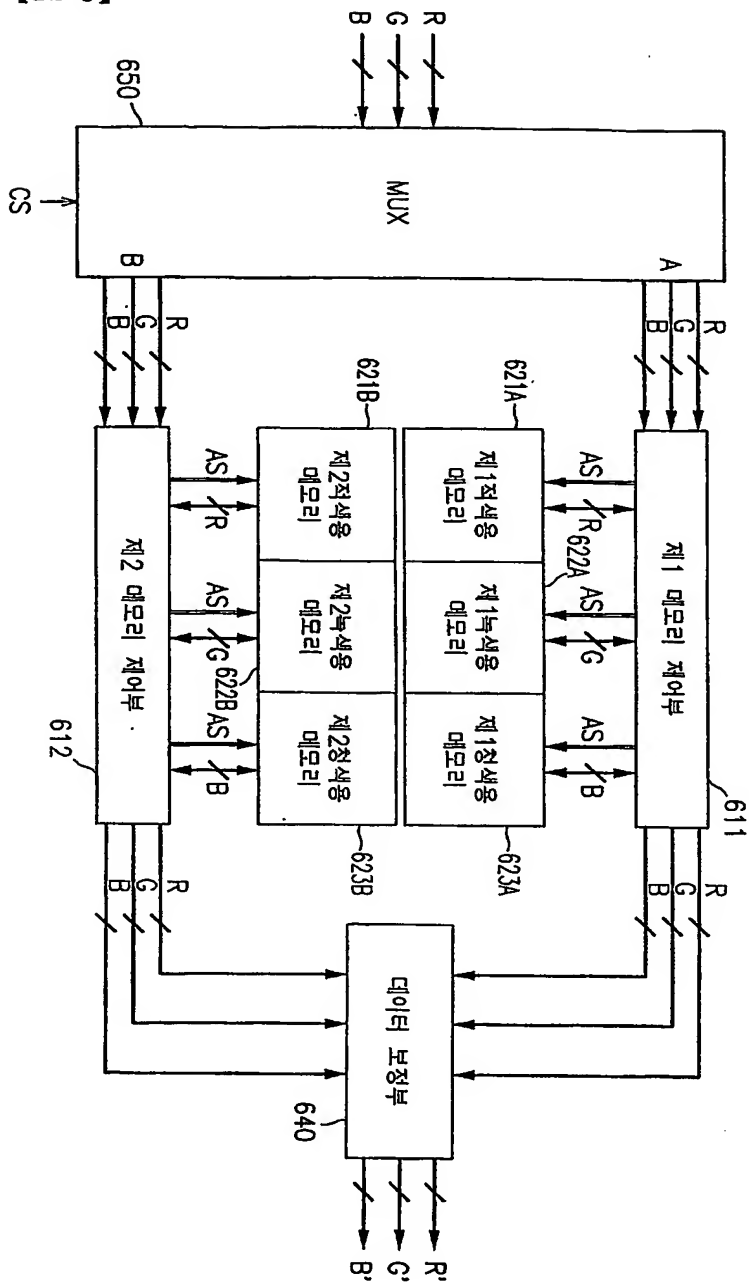 R
G
B
650
MUX
CS
A
B
R
G
B
R
G
B
611
제1 메모리 제어부
AS
R
AS
G
AS
B
621A
622A
623A
제1적색용
메모리
제1녹색용
메모리
제1청색용
메모리
621B
622B
623B
제2적색용
메모리
제2녹색용
메모리
제2청색용
메모리
AS
R
AS
G
AS
B
제2 메모리 제어부
612
R
G
B
R
G
B
데이터 보정부
640
R'
G'
B'